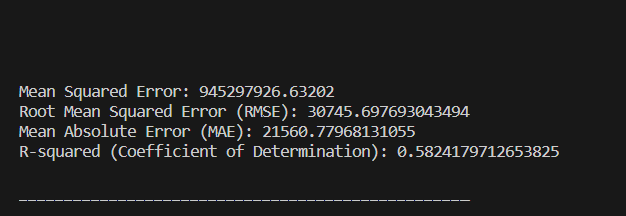 Mean Squared Error: 945297926.63202
Root Mean Squared Error (RMSE): 30745.697693043494
Mean Absolute Error (MAE): 21560.77968131055
R-squared (Coefficient of Determination): 0.5824179712653825
__________________________________________________